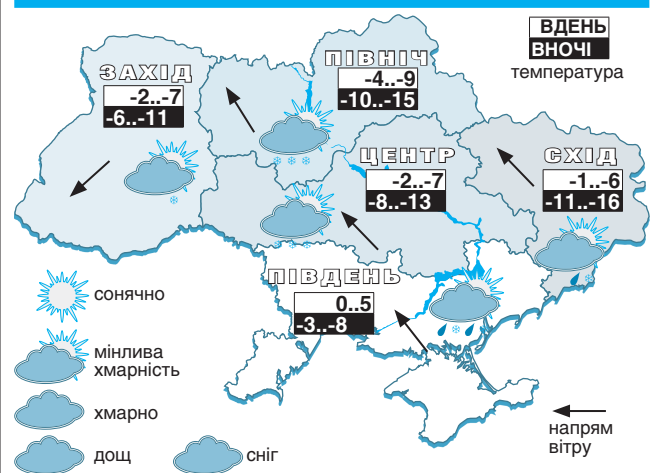 ВДЕНЬ
ВНОЧІ
температура
ЗАХІД
-2..-7
-6..-11
ПІВНІЧ
-4..-9
-10..-15
ЦЕНТР
-2..-7
-8..-13
СХІД
-1..-6
-11..-16
ПІВДЕНЬ
0..5
-3..-8
сонячно
мінлива
хмарність
хмарно
дощ
сніг
напрям
вітру